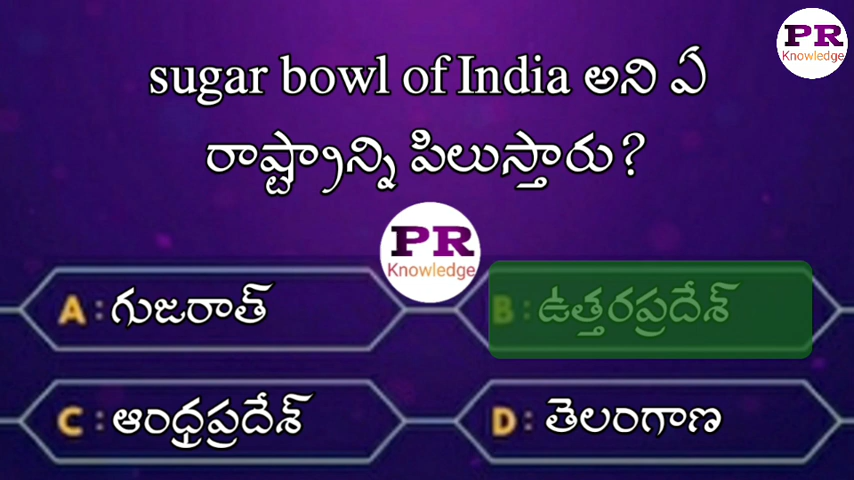 PR
Knowledge
sugar bowl of India అని ఏ
రాష్ట్రాన్ని పిలుస్తారు?
PR
Knowledge
A : గుజరాత్
B : ఉత్తరప్రదేశ్
C : ఆంధ్రప్రదేశ్
D : తెలంగాణ